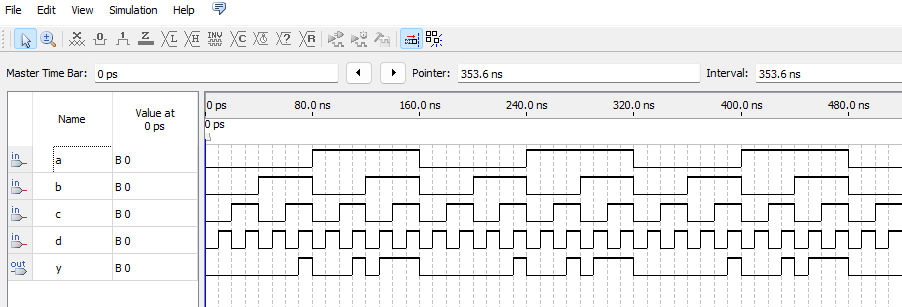 File Edit View Simulation Help
Master Time Bar: 0 ps Pointer: 353.6 ns Interval: 353.6 ns
Name Value at 0 ps
0 ps 80.0 ns 160.0 ns 240.0 ns 320.0 ns 400.0 ns 480.0 ns
0 ps
in a B 0
in b B 0
in c B 0
in d B 0
out y B 0